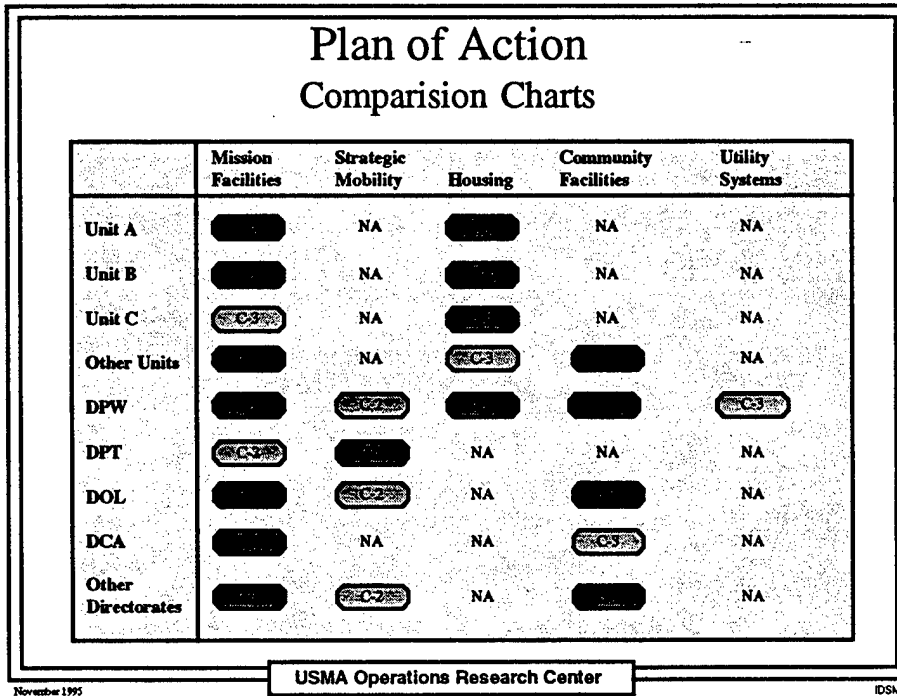 Plan of Action
Comparision Charts
Mission Facilities Strategic Mobility Housing Community Facilities Utility Systems
Unit A NA NA NA
Unit B NA NA NA
Unit C C-3 NA NA NA
Other Units NA C-3 NA
DPW C-2 C-3
DPT C-3 NA NA NA
DOL C-2 NA NA
DCA NA NA C-3 NA
Other Directorates C-2 NA NA
USMA Operations Research Center
November 1995
IDSM